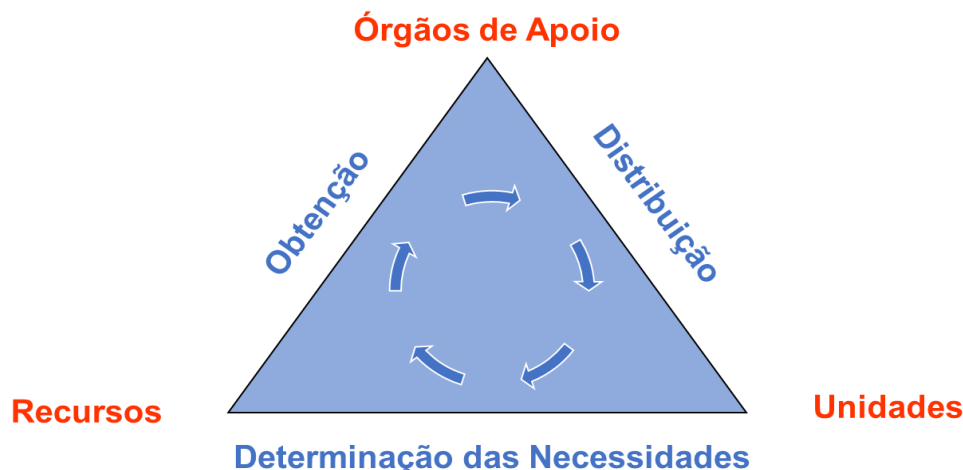 Órgãos de Apoio
Obtenção
Distribuição
Recursos
Unidades
Determinação das Necessidades